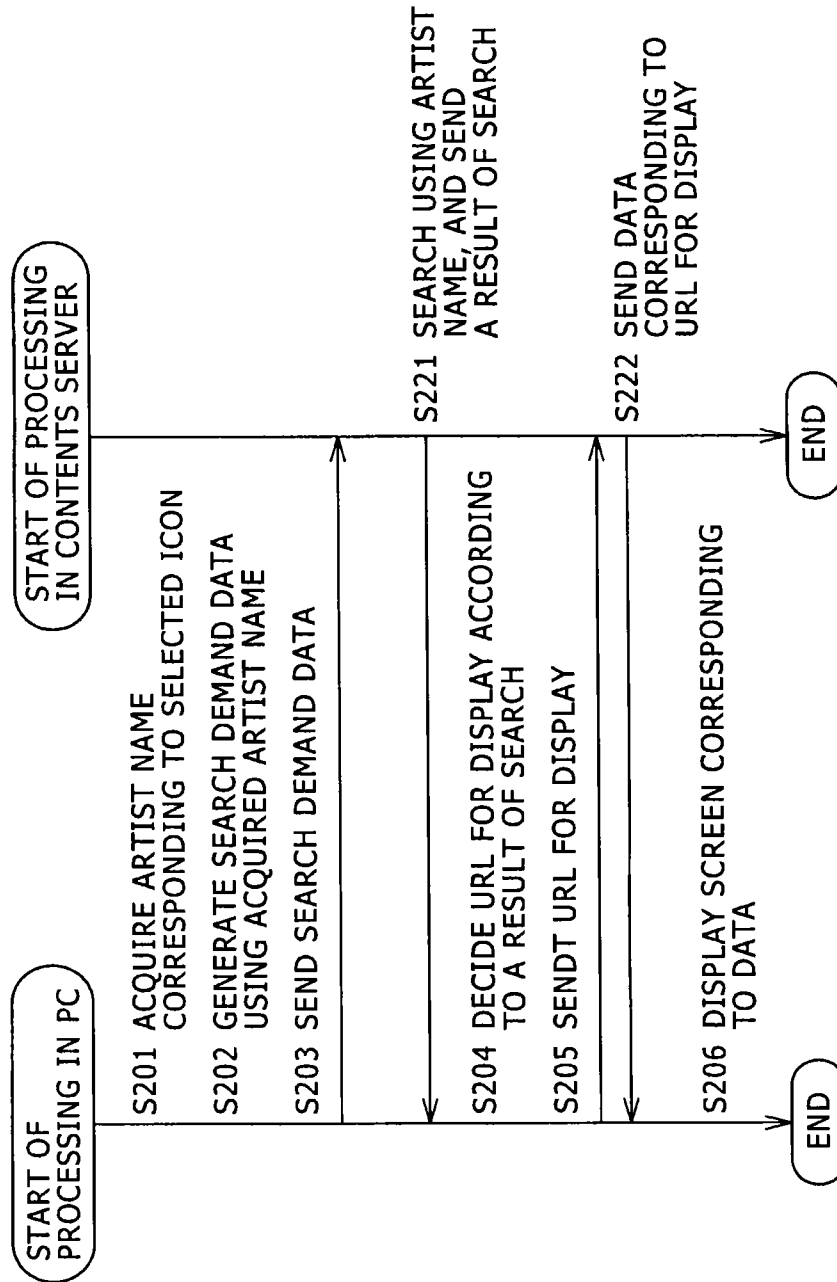 START OF
PROCESSING IN PC
S201 ACQUIRE ARTIST NAME
CORRESPONDING TO SELECTED ICON
S202 GENERATE SEARCH DEMAND DATA
USING ACQUIRED ARTIST NAME
S203 SEND SEARCH DEMAND DATA
S204 DECIDE URL FOR DISPLAY ACCORDING
TO A RESULT OF SEARCH
S205 SENDT URL FOR DISPLAY
S206 DISPLAY SCREEN CORRESPONDING
TO DATA
END
START OF PROCESSING
IN CONTENTS SERVER
S221 SEARCH USING ARTIST
NAME, AND SEND
A RESULT OF SEARCH
S222 SEND DATA
CORRESPONDING TO
URL FOR DISPLAY
END